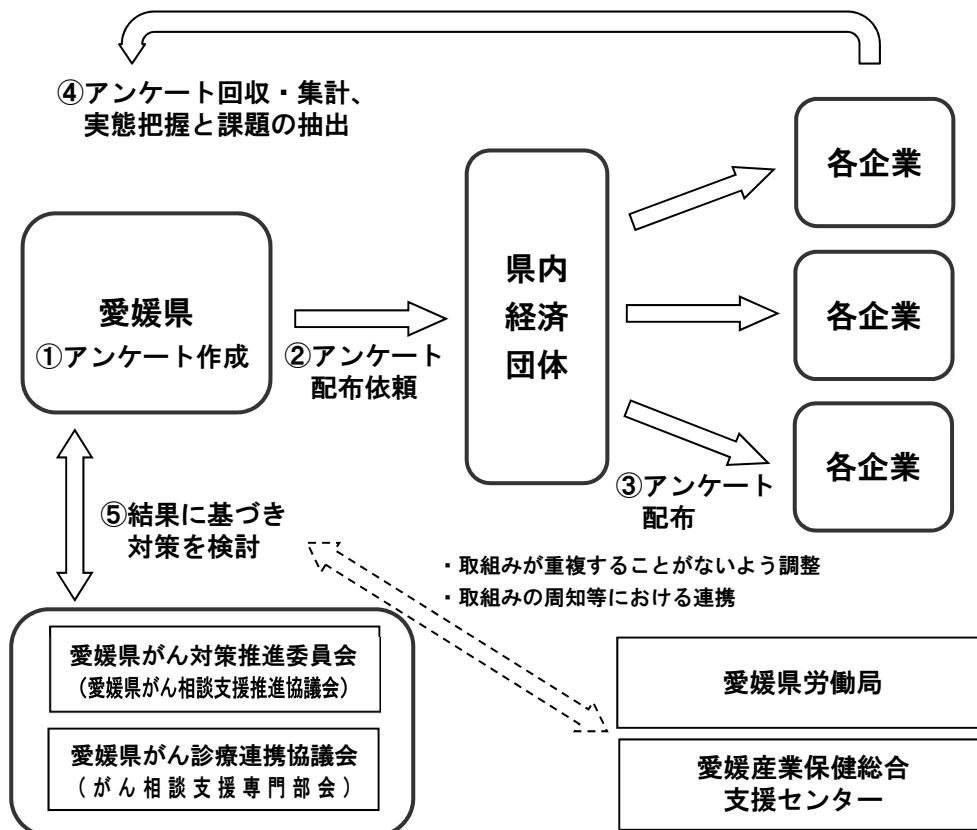 ④アンケート回収・集計、
実態把握と課題の抽出
各企業
県内
経済
団体
愛媛県
①アンケート作成
②アンケート
配布依頼
各企業
各企業
③アンケート
配布
⑤結果に基づき
対策を検討
・取組みが重複することがないよう調整
・取組みの周知等における連携
愛媛県がん対策推進委員会
（愛媛県がん相談支援推進協議会）
愛媛県がん診療連携協議会
（がん相談支援専門部会）
愛媛県労働局
愛媛産業保健総合
支援センター